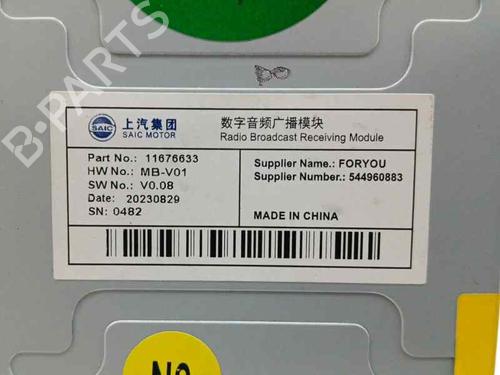 上汽集团
SAIC
SAIC MOTOR
数字音频广播模块
Radio Broadcast Receiving Module
Part No.: 11676633
HW No.: MB-V01
SW No.: V0.08
Date: 20230829
SN: 0482
Supplier Name.: FORYOU
Supplier Number.: 544960883
MADE IN CHINA
B-PARTS